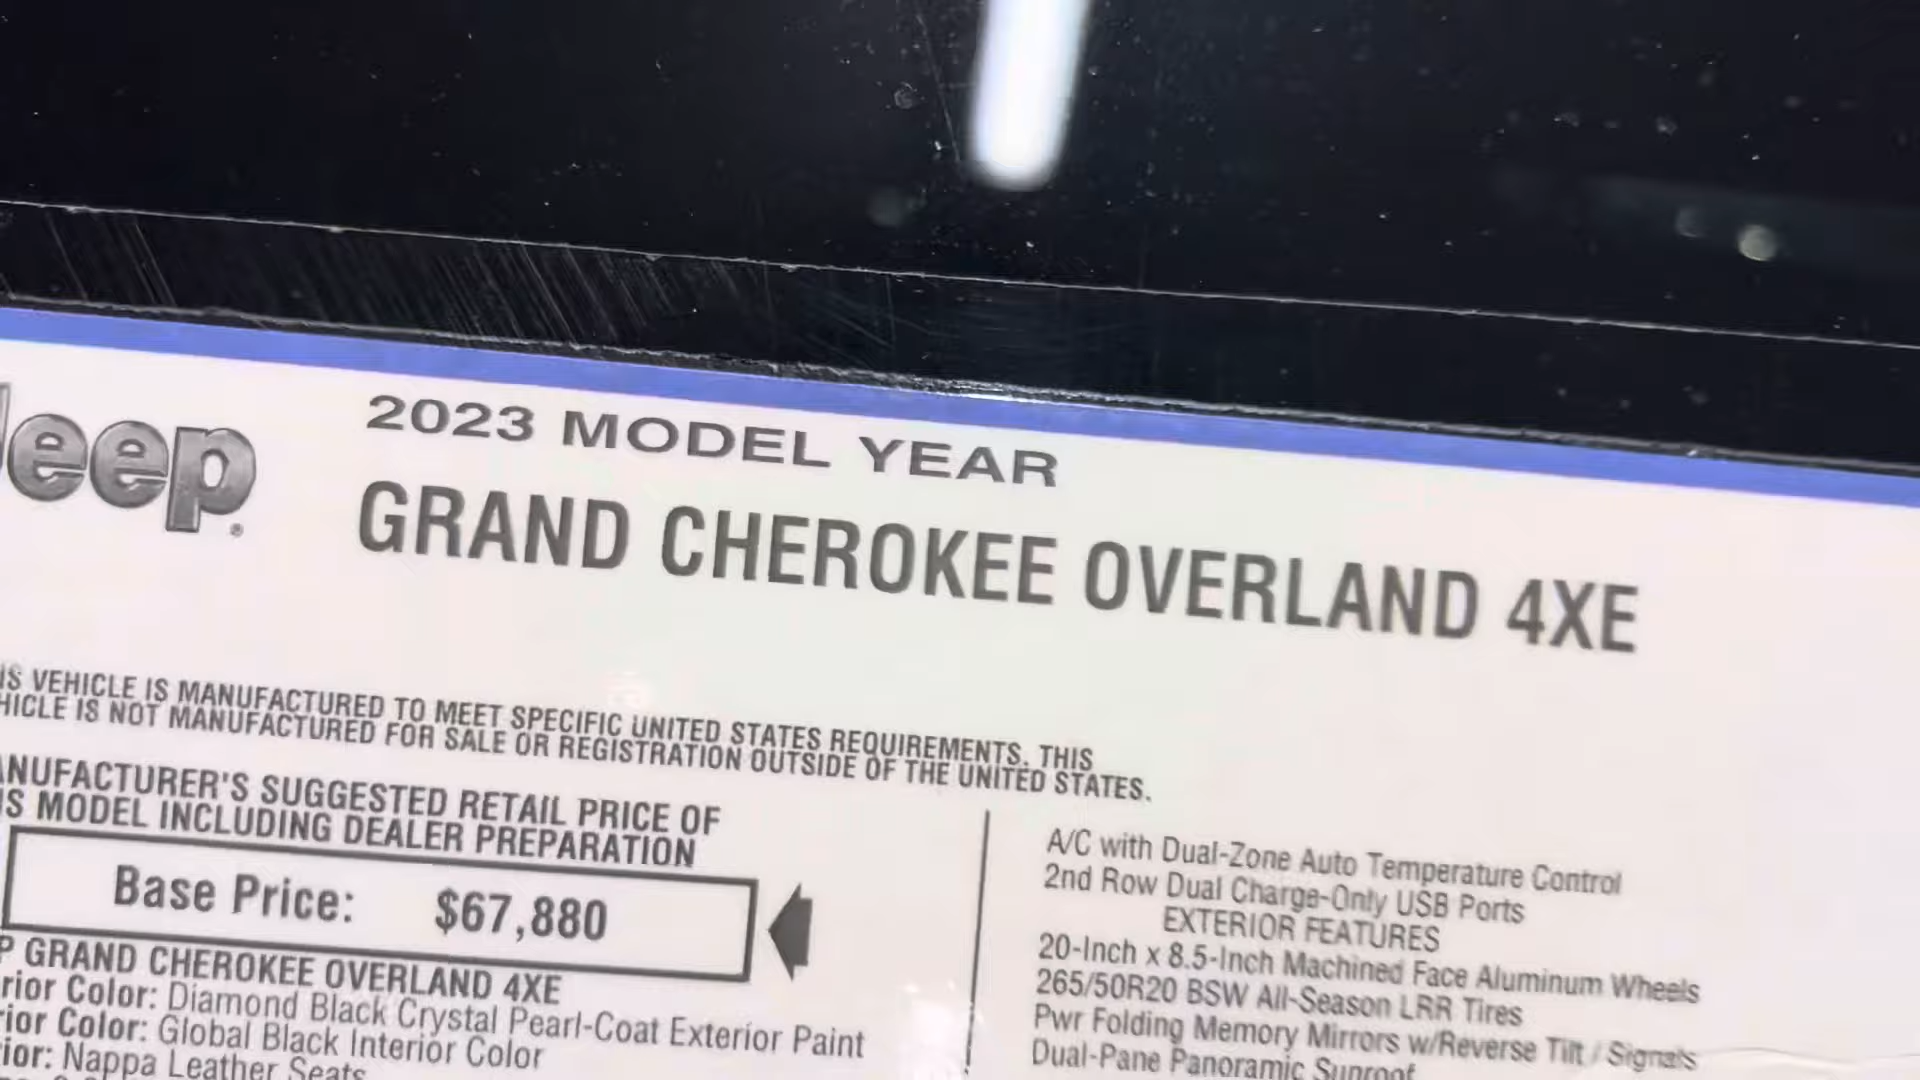 Jeep
2023 MODEL YEAR
GRAND CHEROKEE OVERLAND 4XE
VEHICLE IS MANUFACTURED TO MEET SPECIFIC UNITED STATES REQUIREMENTS. THIS
IS NOT MANUFACTURED FOR SALE OR REGISTRATION OUTSIDE OF THE UNITED STATES.
SUGGESTED RETAIL PRICE OF
MODEL INCLUDING DEALER PREPARATION
Base Price: $67,880
GRAND CHEROKEE OVERLAND 4XE
Color: Diamond Black Crystal Pearl-Coat Exterior Paint
Color: Global Black Interior Color
Nappa Leather Seats
A/C with Dual-Zone Auto Temperature Control
2nd Row Dual Charge-Only USB Ports
EXTERIOR FEATURES
20-Inch x 8.5-Inch Machined Face Aluminum Wheels
265/50R20 BSW All-Season LRR Tires
Pwr Folding Memory Mirrors w/Reverse Tilt / Signals
Dual-Pane Panoramic Sunroof